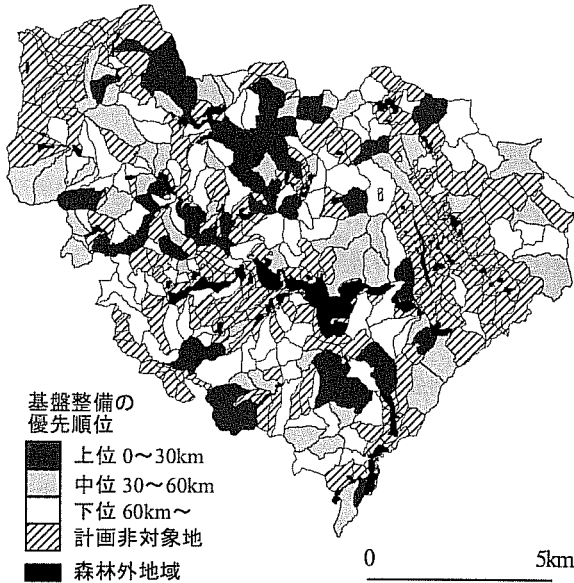 基盤整備の
優先順位
上位 0～30km
中位 30～60km
下位 60km～
計画非対象地
森林外地域
0 5km